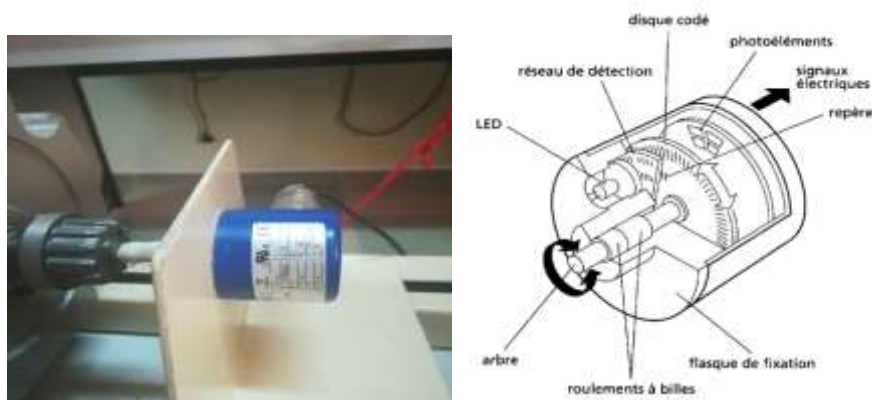 disque codé
photoéléments
réseau de détection
signaux
électriques
LED
repère
arbre
flasque de fixation
roulements à billes